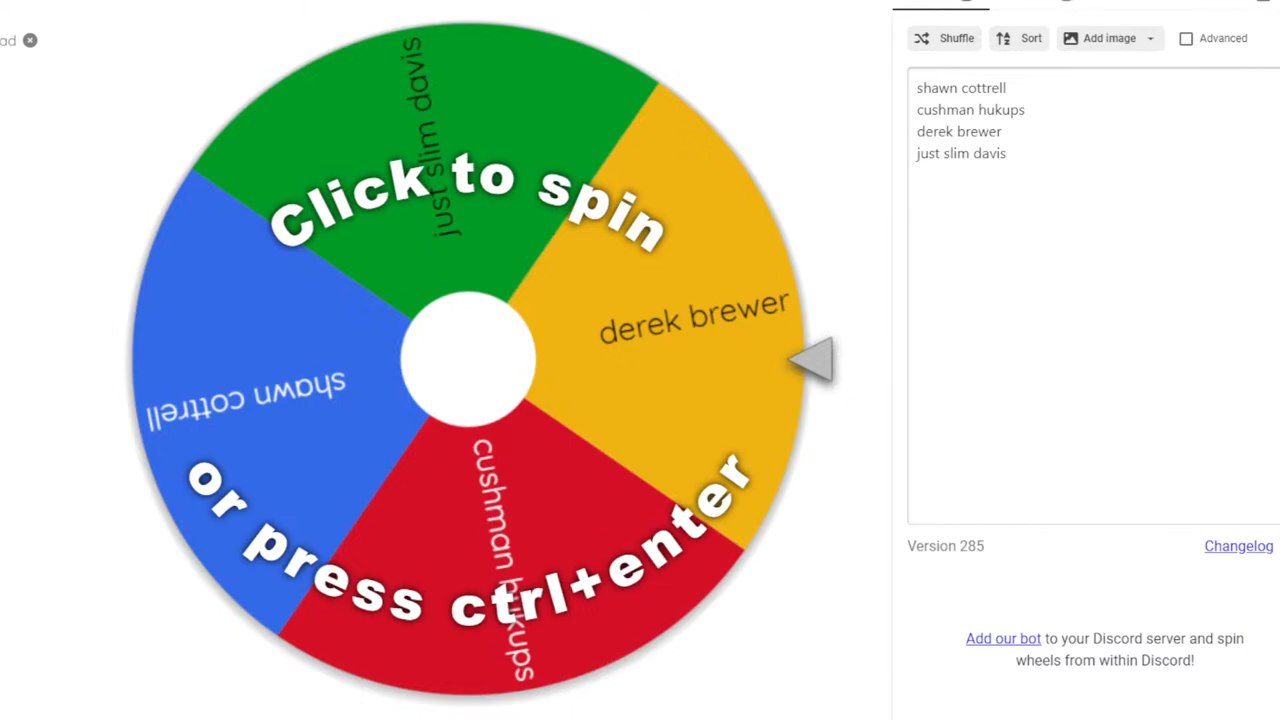 ad
Shuffle
Sort
Add image
Advanced
shawn cottrell
cushman hukups
derek brewer
just slim davis
just slim davis
Click to spin
derek brewer
shawn cottrell
cushman hukups
or press ctrl+enter
Version 285
Changelog
Add our bot to your Discord server and spin
wheels from within Discord!